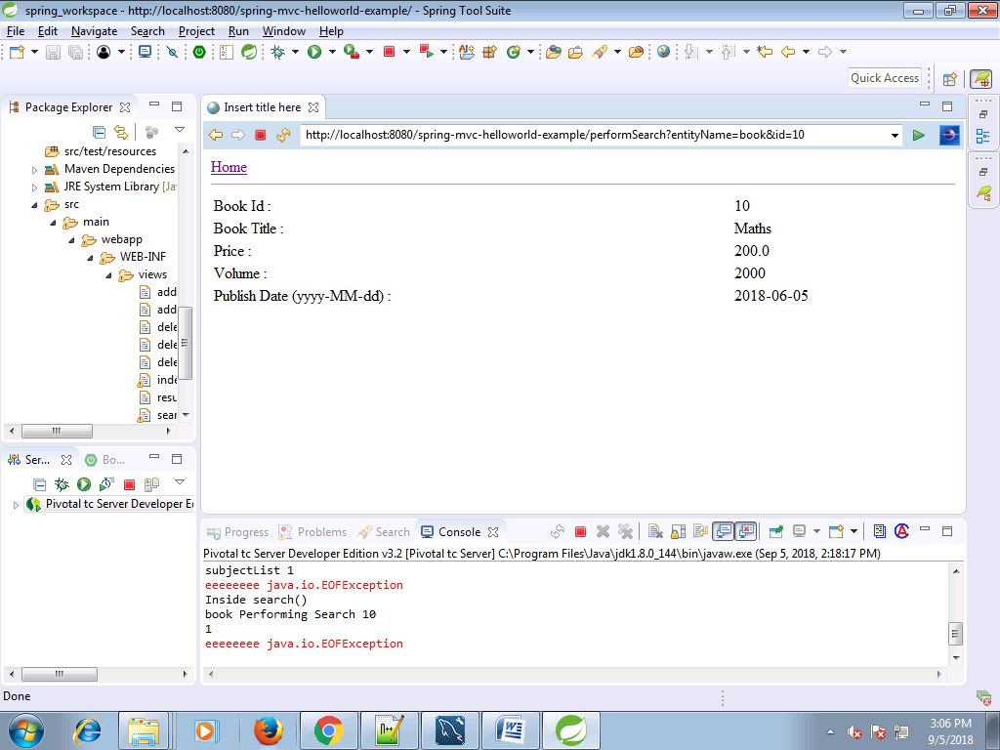 spring_workspace - http://localhost:8080/spring-mvc-helloworld-example/ - Spring Tool Suite
File Edit Navigate Search Project Run Window Help
Quick Access
Package Explorer
src/test/resources
Maven Dependencies
JRE System Library [Ja
src
main
webapp
WEB-INF
views
add
add
dele
dele
dele
inde
resu
sear
Ser...
Bo...
Pivotal tc Server Developer E
Insert title here
http://localhost:8080/spring-mvc-helloworld-example/performSearch?entityName=book&id=10
Home
Book Id : 10
Book Title : Maths
Price : 200.0
Volume : 2000
Publish Date (yyyy-MM-dd) : 2018-06-05
Progress Problems Search Console
Pivotal tc Server Developer Edition v3.2 [Pivotal tc Server] C:\Program Files\Java\jdk1.8.0_144\bin\javaw.exe (Sep 5, 2018, 2:18:17 PM)
subjectList 1
eeeeeeee java.io.EOFException
Inside search()
book Performing Search 10
1
eeeeeeee java.io.EOFException
Done
3:06 PM
9/5/2018